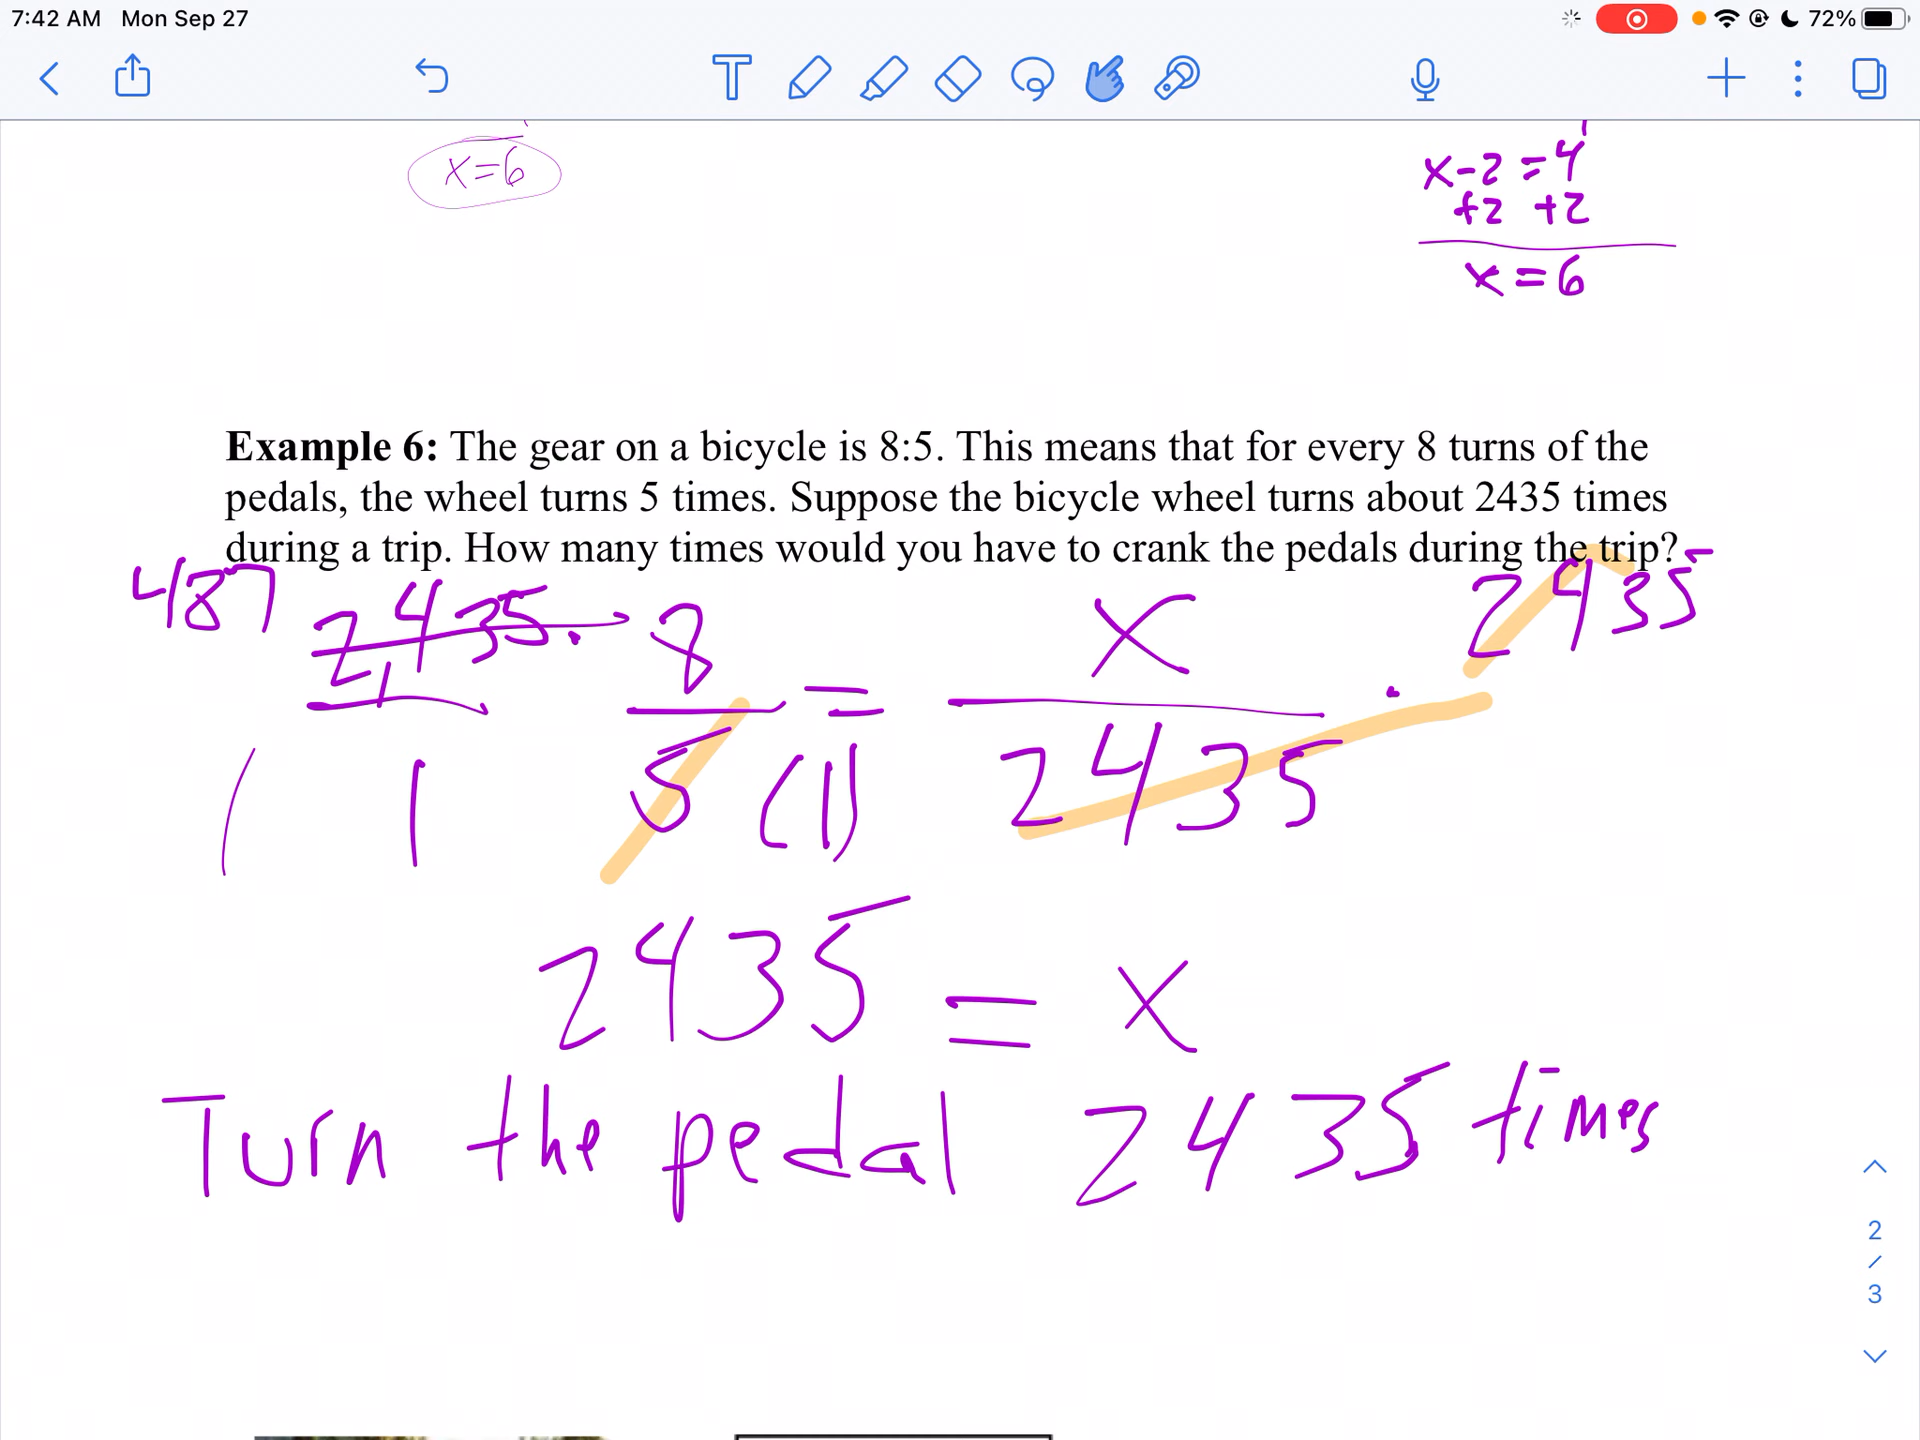 7:42 AM Mon Sep 27 72%
x=6
x-2=4
+2 +2
x=6
Example 6: The gear on a bicycle is 8:5. This means that for every 8 turns of the
pedals, the wheel turns 5 times. Suppose the bicycle wheel turns about 2435 times
during a trip. How many times would you have to crank the pedals during the trip?
487 2435 · 8 = x · 2435
1 1 5 (1) 2435
2435 = x
Turn the pedal 2435 times
2
/
3